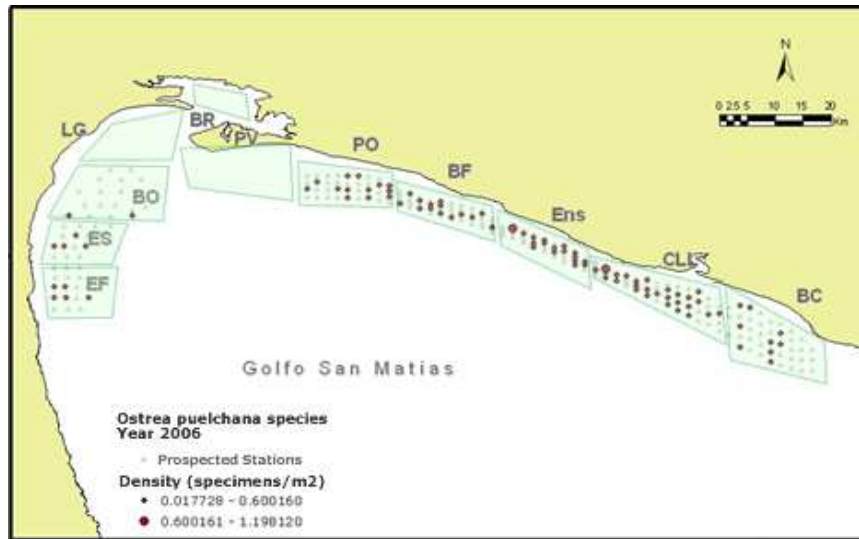 N
0 2.5 5 10 15 20
Km
LG
BR
PV
PO
BF
BO
Ens
ES
CLL
EF
BC
Golfo San Matias
Ostrea puelchana species
Year 2006
Prospected Stations
Density (specimens/m2)
0.017728 - 0.600160
0.600161 - 1.198120